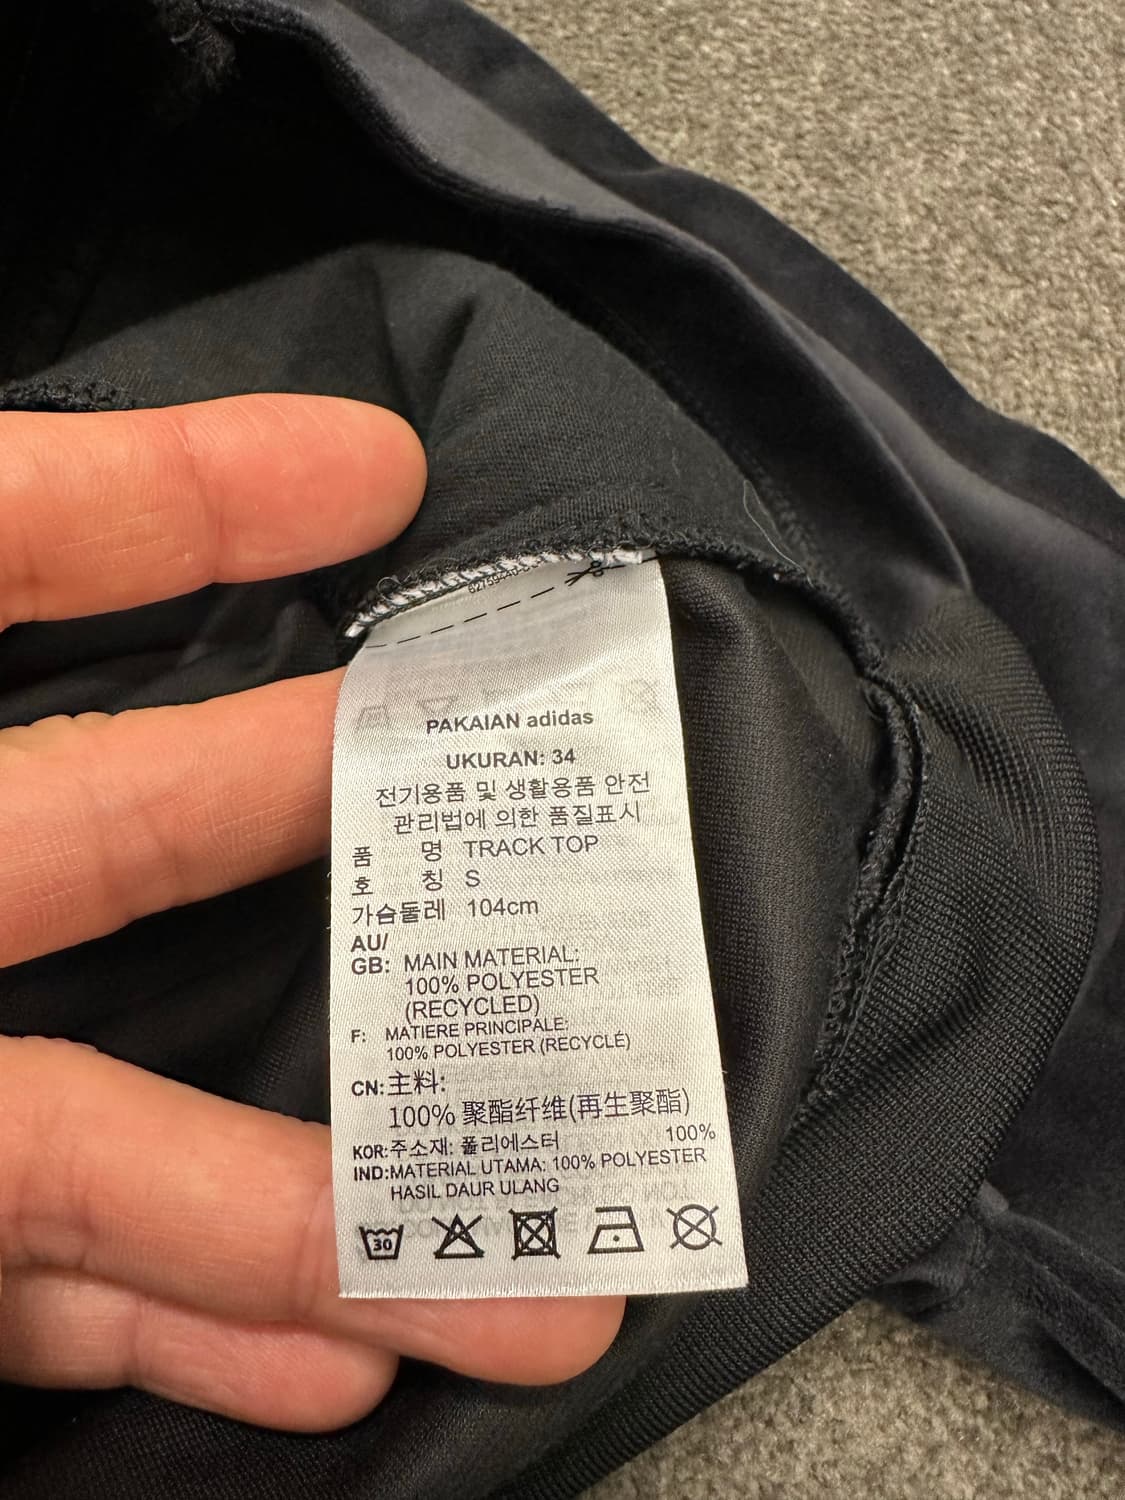 PAKAIAN adidas
UKURAN: 34
전기용품 및 생활용품 안전
관리법에 의한 품질표시
품 명 TRACK TOP
호 칭 S
가슴둘레 104cm
AU/
GB: MAIN MATERIAL:
100% POLYESTER
(RECYCLED)
F: MATIERE PRINCIPALE:
100% POLYESTER (RECYCLÉ)
CN: 主料:
100% 聚酯纤维(再生聚酯)
KOR: 주소재: 폴리에스터 100%
IND: MATERIAL UTAMA: 100% POLYESTER
HASIL DAUR ULANG
30